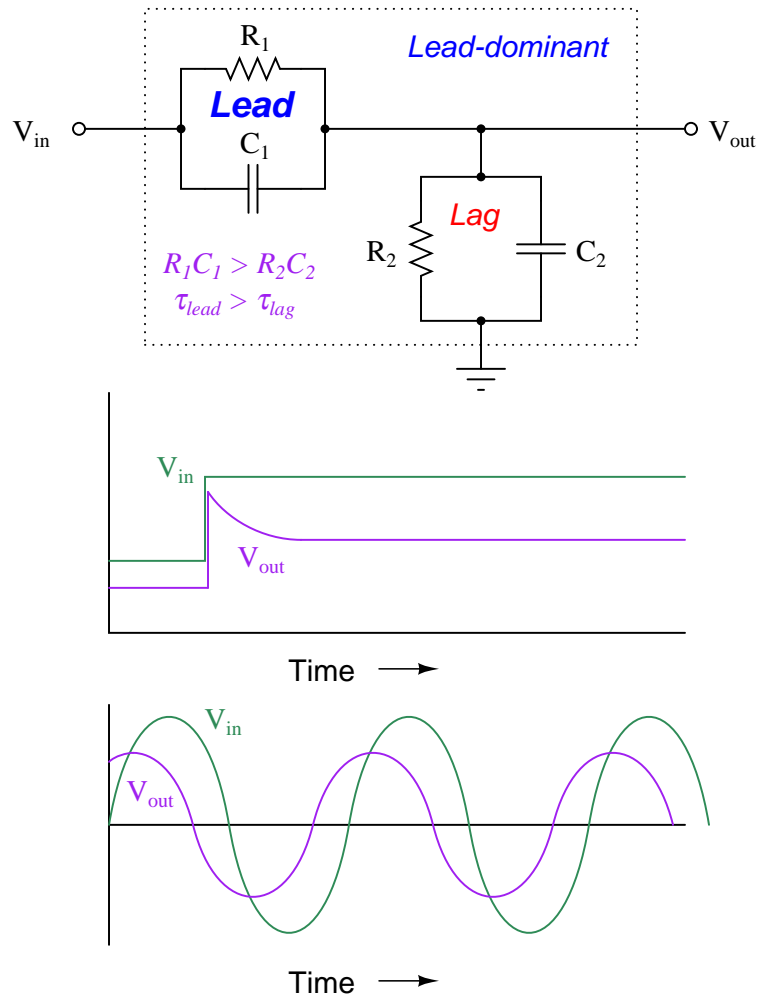 R1
Lead-dominant
Lead
Vin
C1
Vout
Lag
R2
C2
R1C1 > R2C2
τlead > τlag
Vin
Vout
Time
Vin
Vout
Time